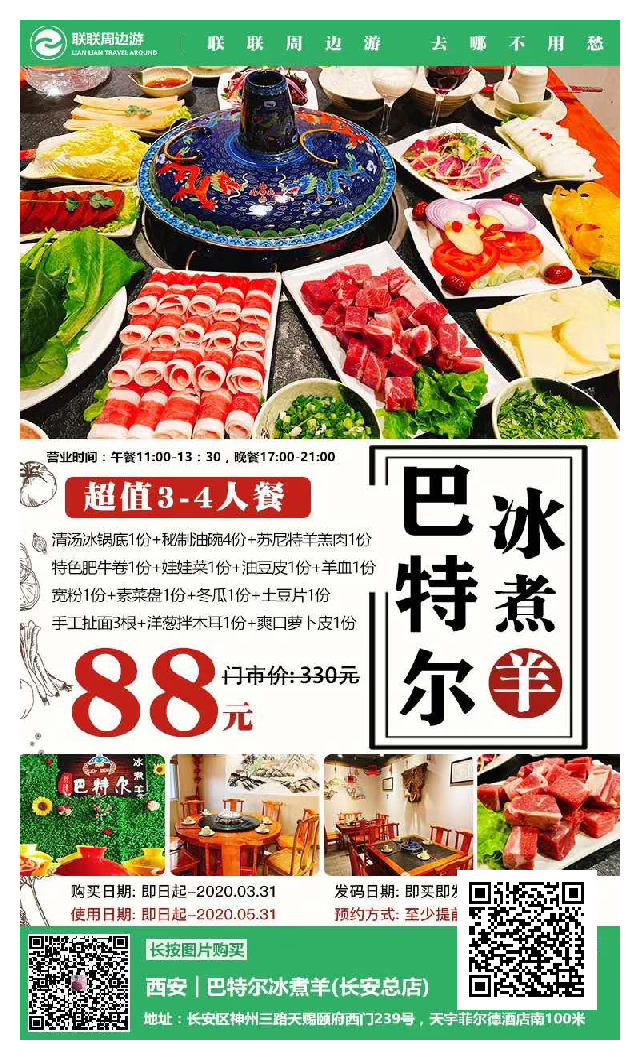 联联周边游
LIAN LIAN TRAVEL AROUND
联联周边游 去哪不用愁
营业时间：午餐11:00-13：30，晚餐17:00-21:00
超值3-4人餐
清汤冰锅底1份+秘制油碗4份+苏尼特羊羔肉1份
特色肥牛卷1份+娃娃菜1份+油豆皮1份+羊血1份
宽粉1份+素菜盘1份+冬瓜1份+土豆片1份
手工扯面3根+洋葱拌木耳1份+爽口萝卜皮1份
88元
门市价: 330元
巴特尔
冰煮羊
巴特尔
冰煮羊
购买日期: 即日起-2020.03.31
发码日期: 即买即发
使用日期: 即日起-2020.05.31
预约方式: 至少提前
长按图片购买
西安｜巴特尔冰煮羊(长安总店)
地址：长安区神州三路天赐颐府西门239号，天宇菲尔德酒店南100米